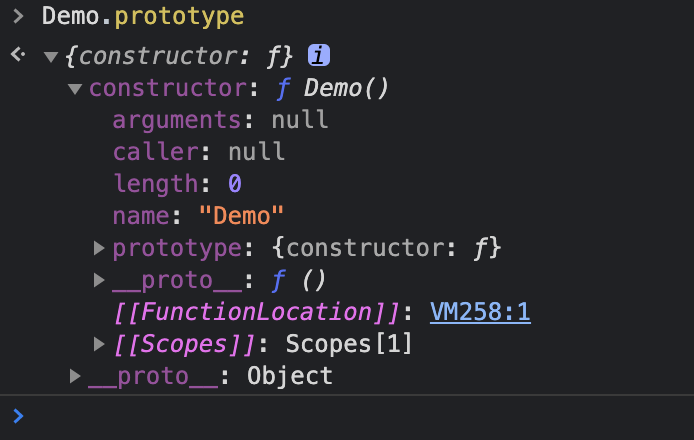 > Demo.prototype
<· ▼{constructor: ƒ} i
▼constructor: ƒ Demo()
arguments: null
caller: null
length: 0
name: "Demo"
▶prototype: {constructor: ƒ}
▶__proto__: ƒ ()
[[FunctionLocation]]: VM258:1
▶[[Scopes]]: Scopes[1]
▶__proto__: Object
>